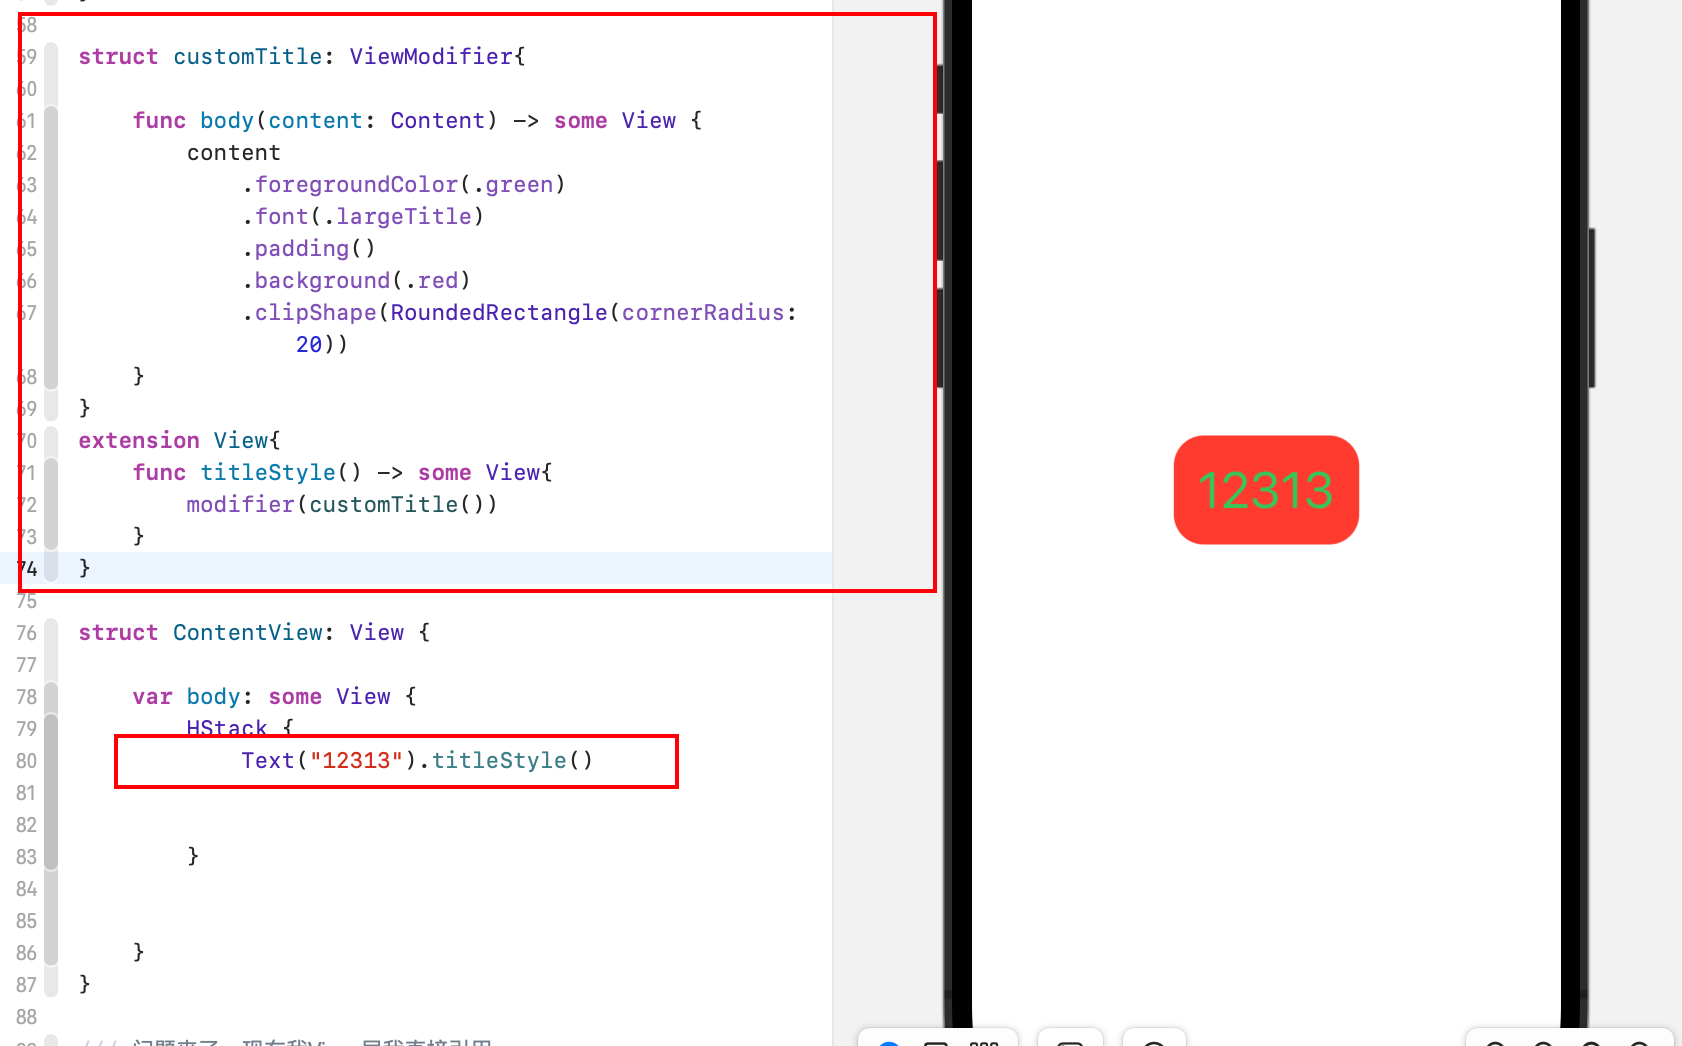 58
59 struct customTitle: ViewModifier{
60
61 func body(content: Content) -> some View {
62 content
63 .foregroundColor(.green)
64 .font(.largeTitle)
65 .padding()
66 .background(.red)
67 .clipShape(RoundedRectangle(cornerRadius:
20))
68 }
69 }
70 extension View{
71 func titleStyle() -> some View{
72 modifier(customTitle())
73 }
74 }
75
76 struct ContentView: View {
77
78 var body: some View {
79 HStack {
80 Text("12313").titleStyle()
81
82
83 }
84
85
86 }
87 }
88
12313